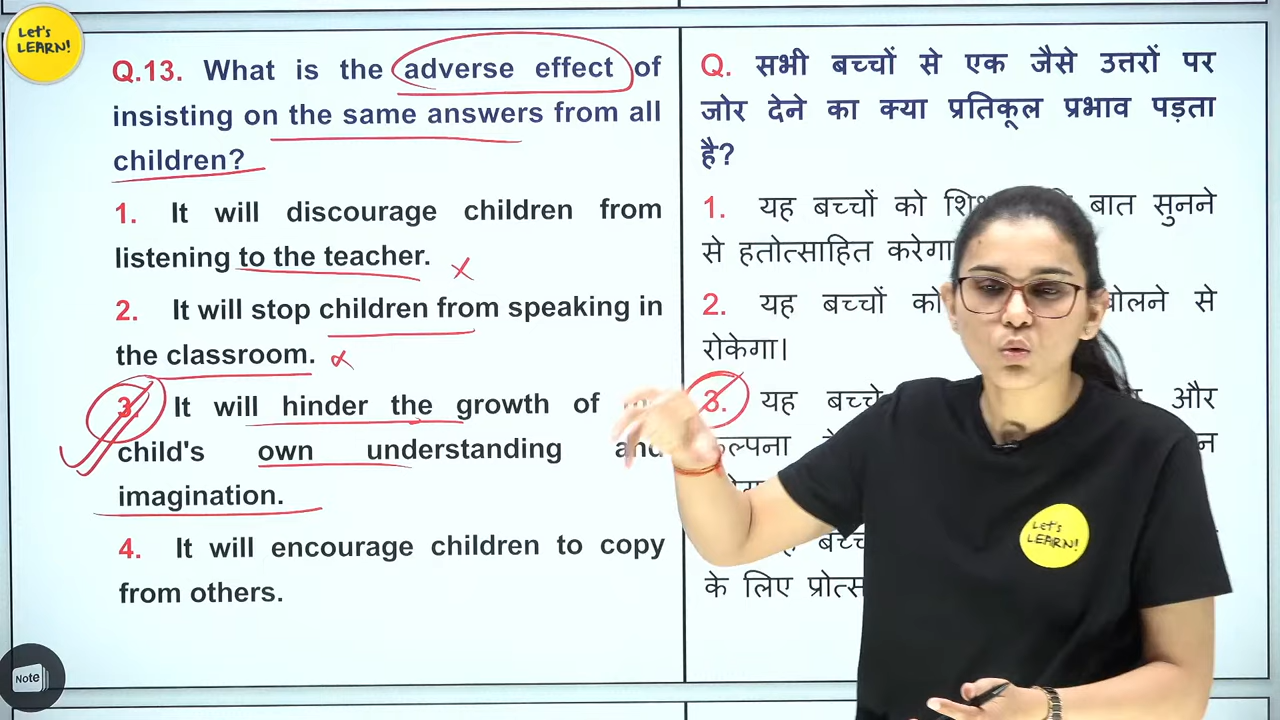 Let's
LEARN!
Q.13. What is the adverse effect of
insisting on the same answers from all
children?
1. It will discourage children from
listening to the teacher.
2. It will stop children from speaking in
the classroom.
3. It will hinder the growth of
child's own understanding and
imagination.
4. It will encourage children to copy
from others.
Q. सभी बच्चों से एक जैसे उत्तरों पर
जोर देने का क्या प्रतिकूल प्रभाव पड़ता
है?
1. यह बच्चों को बात सुनने
से हतोत्साहित करेगा
2. यह बच्चों को बोलने से
रोकेगा।
3. यह और
के लिए
Let's
LEARN!
Note